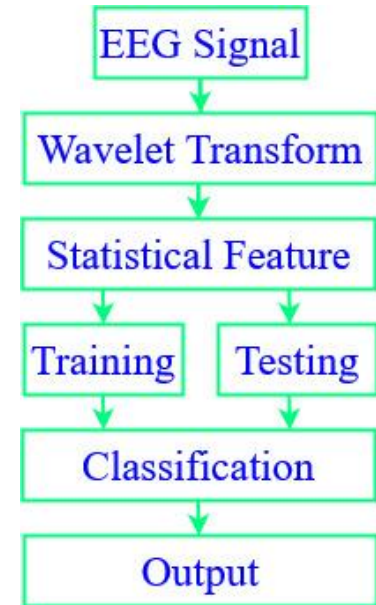 EEG Signal
Wavelet Transform
Statistical Feature
Training
Testing
Classification
Output